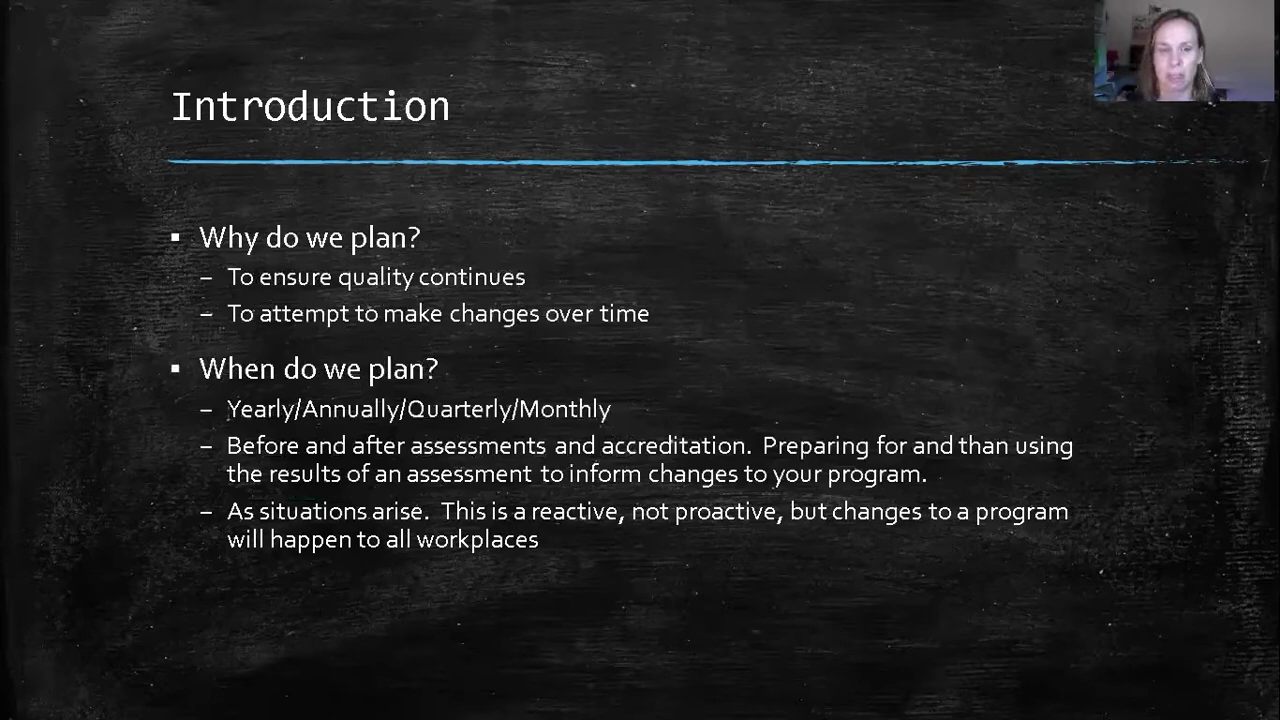 Introduction
▪ Why do we plan?
– To ensure quality continues
– To attempt to make changes over time
▪ When do we plan?
– Yearly/Annually/Quarterly/Monthly
– Before and after assessments and accreditation. Preparing for and than using
the results of an assessment to inform changes to your program.
– As situations arise. This is a reactive, not proactive, but changes to a program
will happen to all workplaces